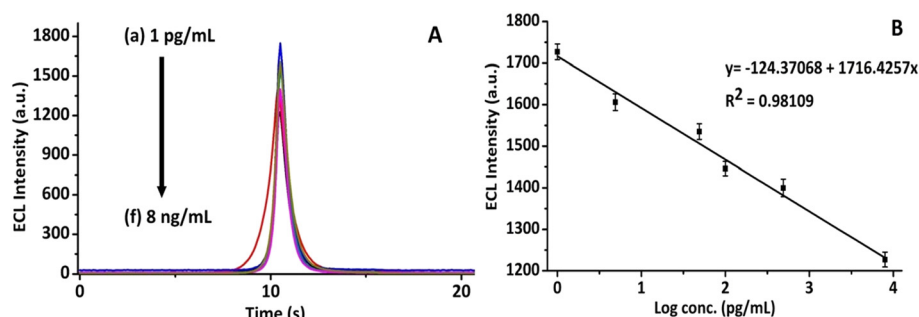 A
(a) 1 pg/mL
(f) 8 ng/mL
ECL Intensity (a.u.)
1800
1500
1200
900
600
300
0
0 10 20
Time (s)
B
y= -124.37068 + 1716.4257x
R2 = 0.98109
ECL Intensity (a.u.)
1800
1700
1600
1500
1400
1300
1200
0 1 2 3 4
Log conc. (pg/mL)